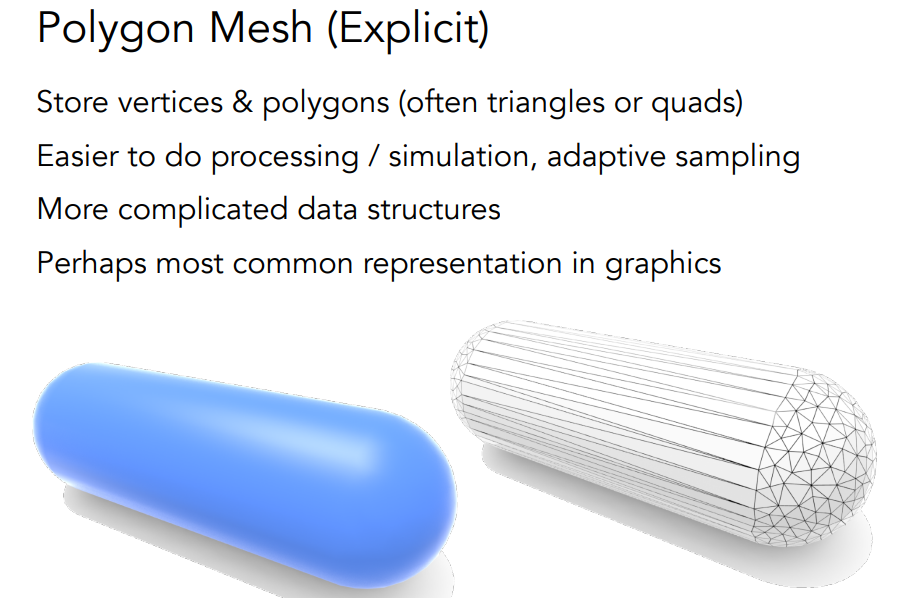 Polygon Mesh (Explicit)
Store vertices & polygons (often triangles or quads)
Easier to do processing / simulation, adaptive sampling
More complicated data structures
Perhaps most common representation in graphics